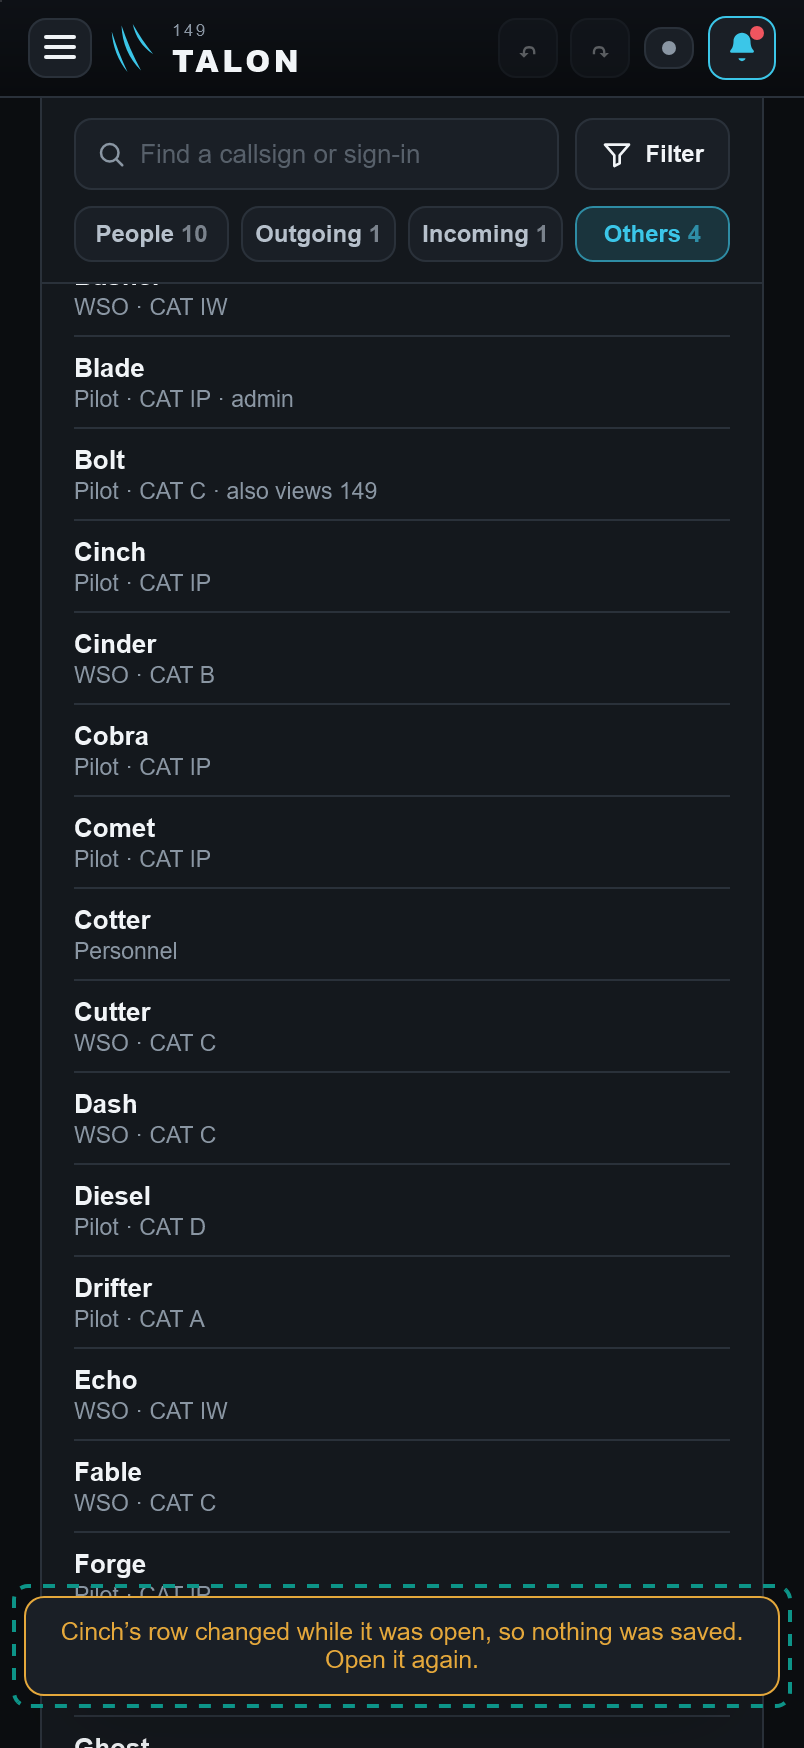 149
TALON
Find a callsign or sign-in
Filter
People 10
Outgoing 1
Incoming 1
Others 4
WSO · CAT IW
Blade
Pilot · CAT IP · admin
Bolt
Pilot · CAT C · also views 149
Cinch
Pilot · CAT IP
Cinder
WSO · CAT B
Cobra
Pilot · CAT IP
Comet
Pilot · CAT IP
Cotter
Personnel
Cutter
WSO · CAT C
Dash
WSO · CAT C
Diesel
Pilot · CAT D
Drifter
Pilot · CAT A
Echo
WSO · CAT IW
Fable
WSO · CAT C
Forge
Pilot · CAT IP
Cinch’s row changed while it was open, so nothing was saved.
Open it again.
Ghost